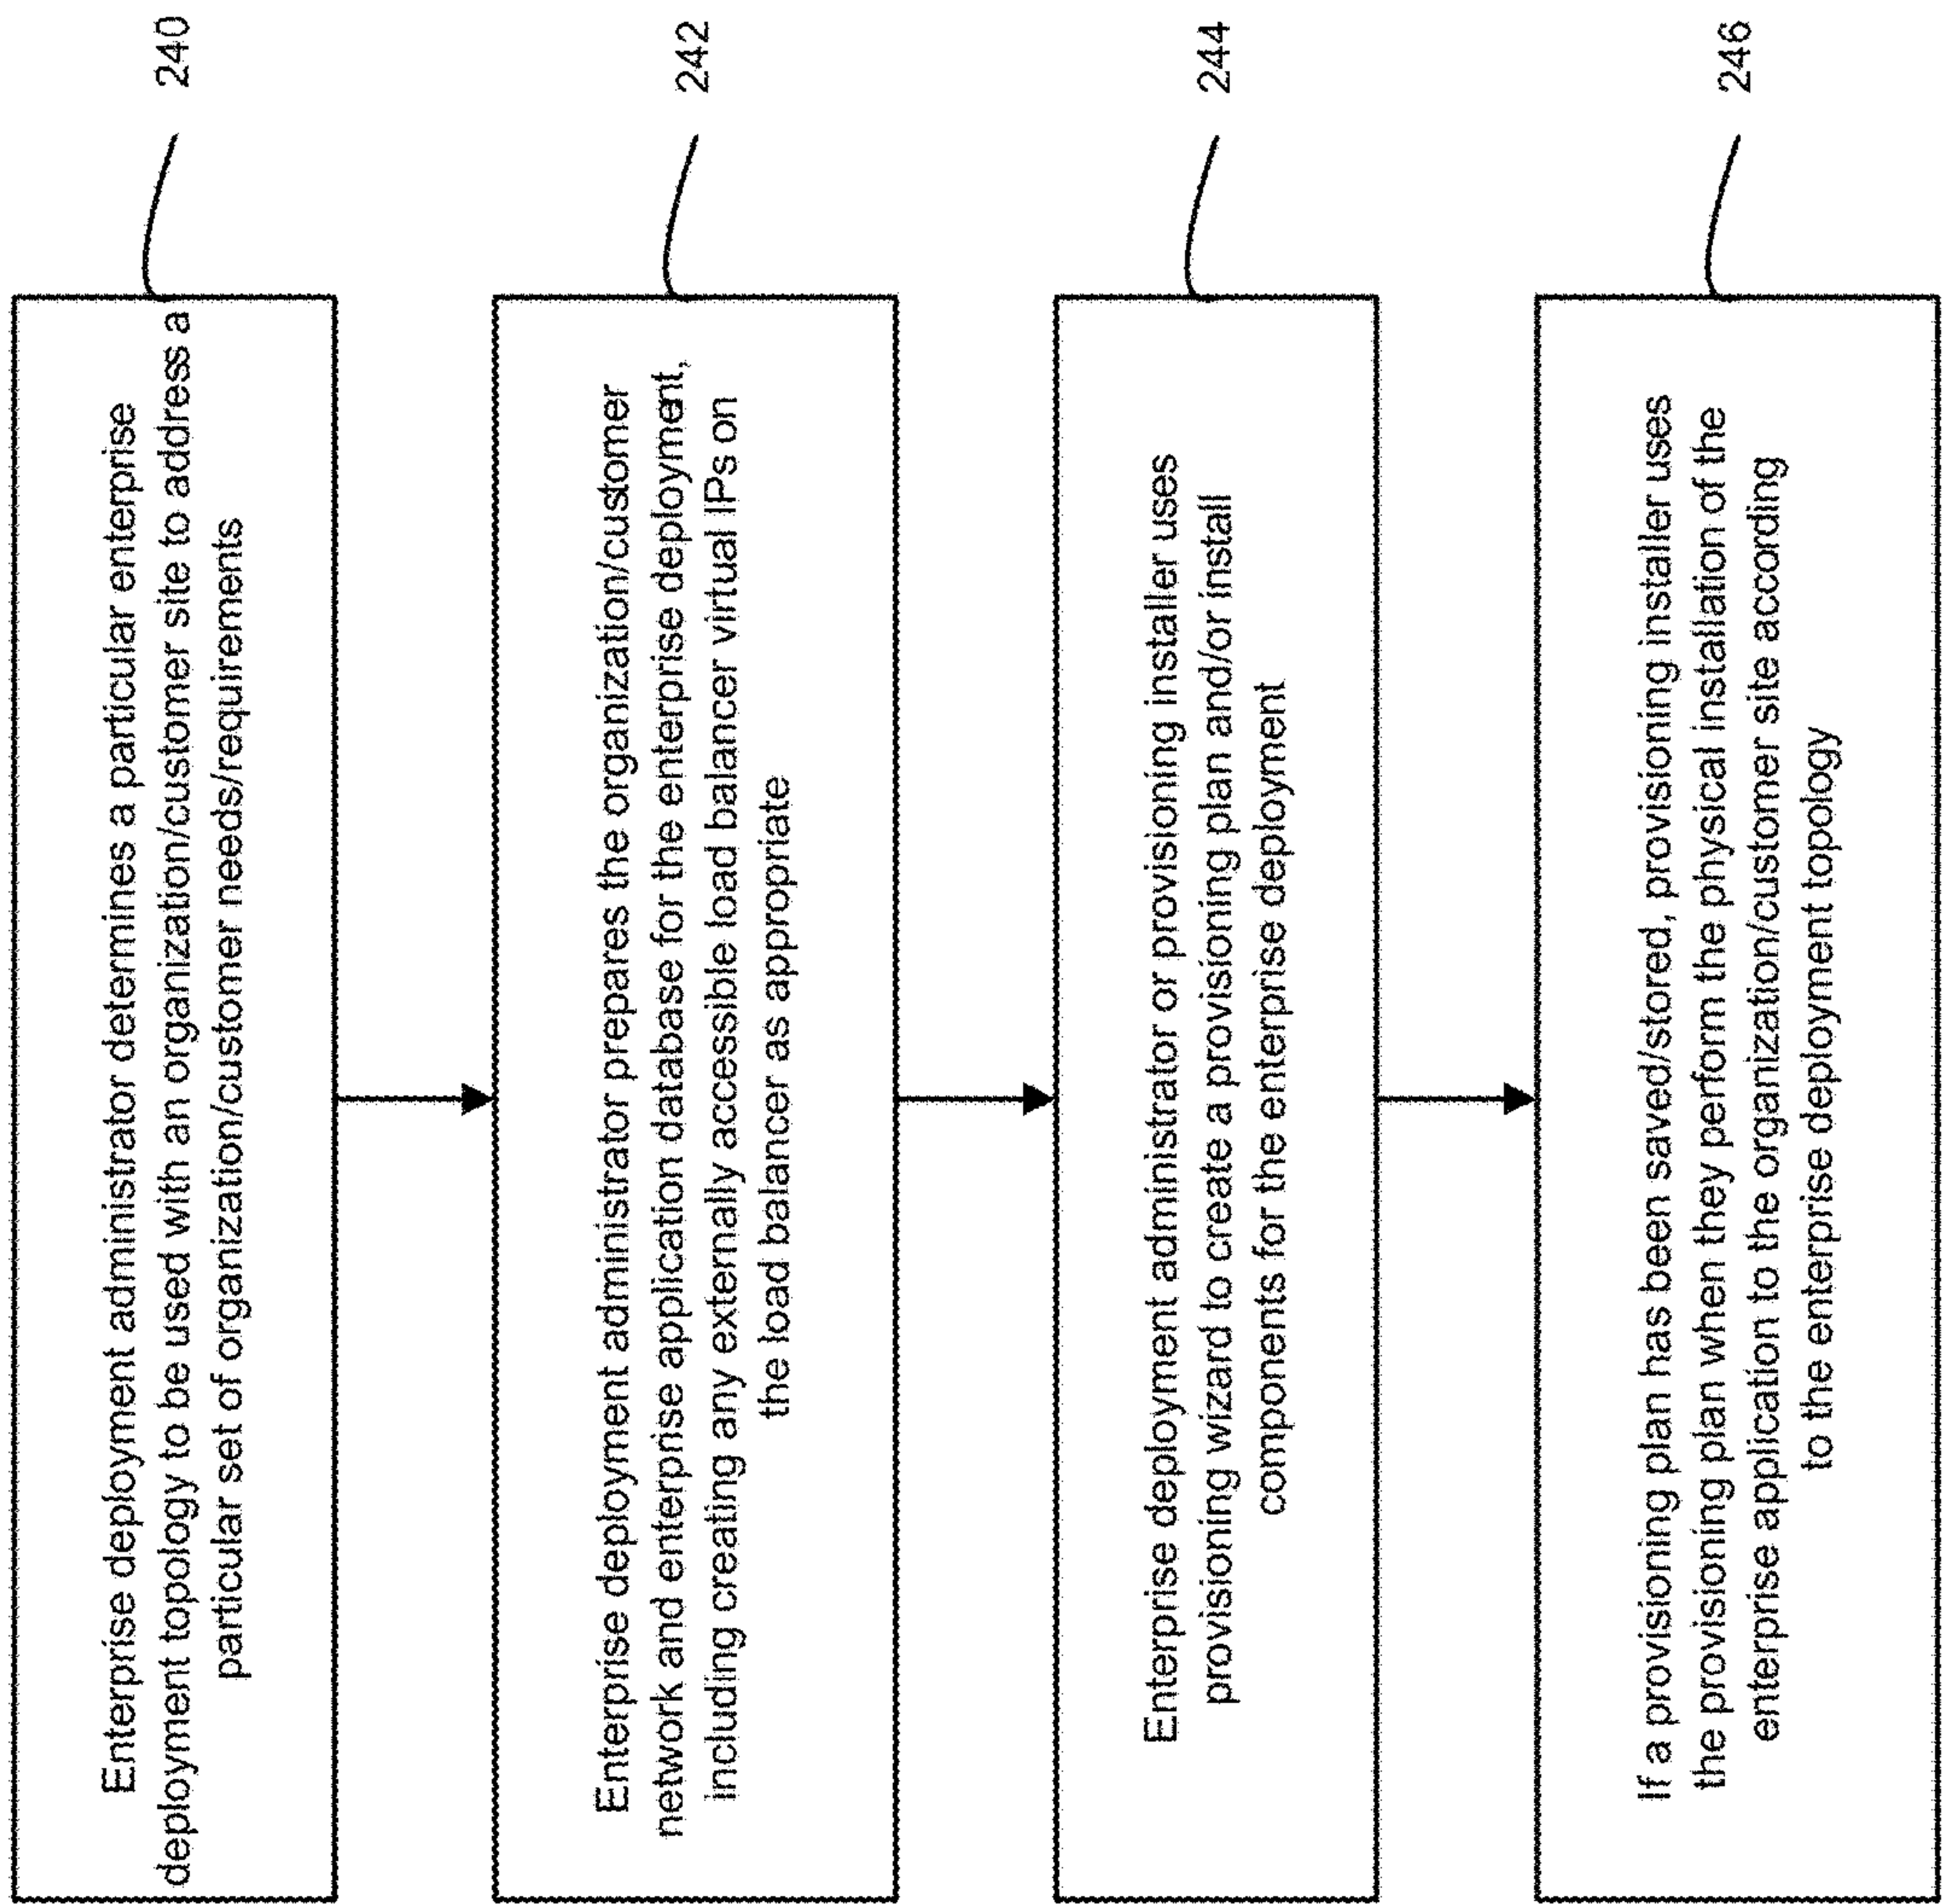 Enterprise deployment administrator determines a particular enterprise
deployment topology to be used with an organization/customer site to address a
particular set of organization/customer needs/requirements
240
Enterprise deployment administrator prepares the organization/customer
network and enterprise application database for the enterprise deployment,
including creating any externally accessible load balancer virtual IPs on
the load balancer as appropriate
242
Enterprise deployment administrator or provisioning installer uses
provisioning wizard to create a provisioning plan and/or install
components for the enterprise deployment
244
If a provisioning plan has been saved/stored, provisioning installer uses
the provisioning plan when they perform the physical installation of the
enterprise application to the organization/customer site according
to the enterprise deployment topology
246